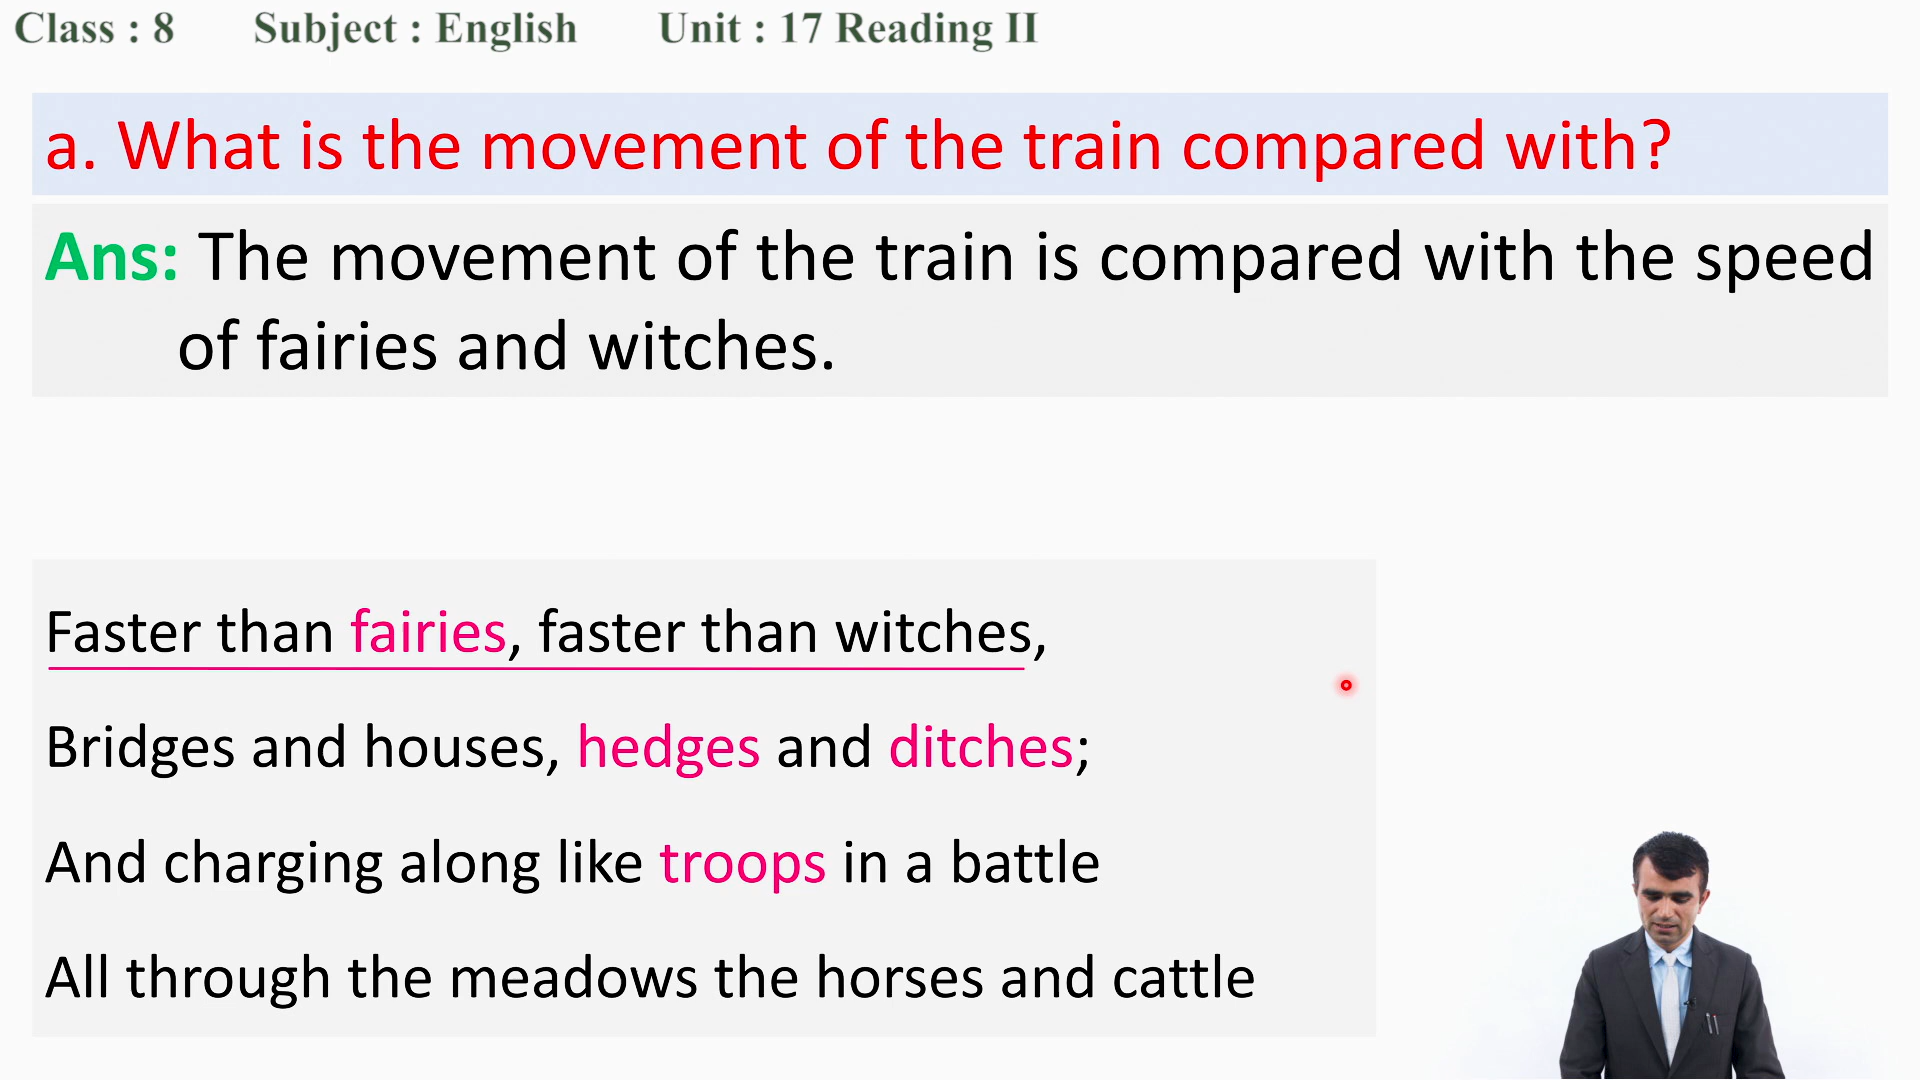 Class : 8 Subject : English Unit : 17 Reading II
a. What is the movement of the train compared with?
Ans: The movement of the train is compared with the speed
of fairies and witches.
Faster than fairies, faster than witches,
Bridges and houses, hedges and ditches;
And charging along like troops in a battle
All through the meadows the horses and cattle